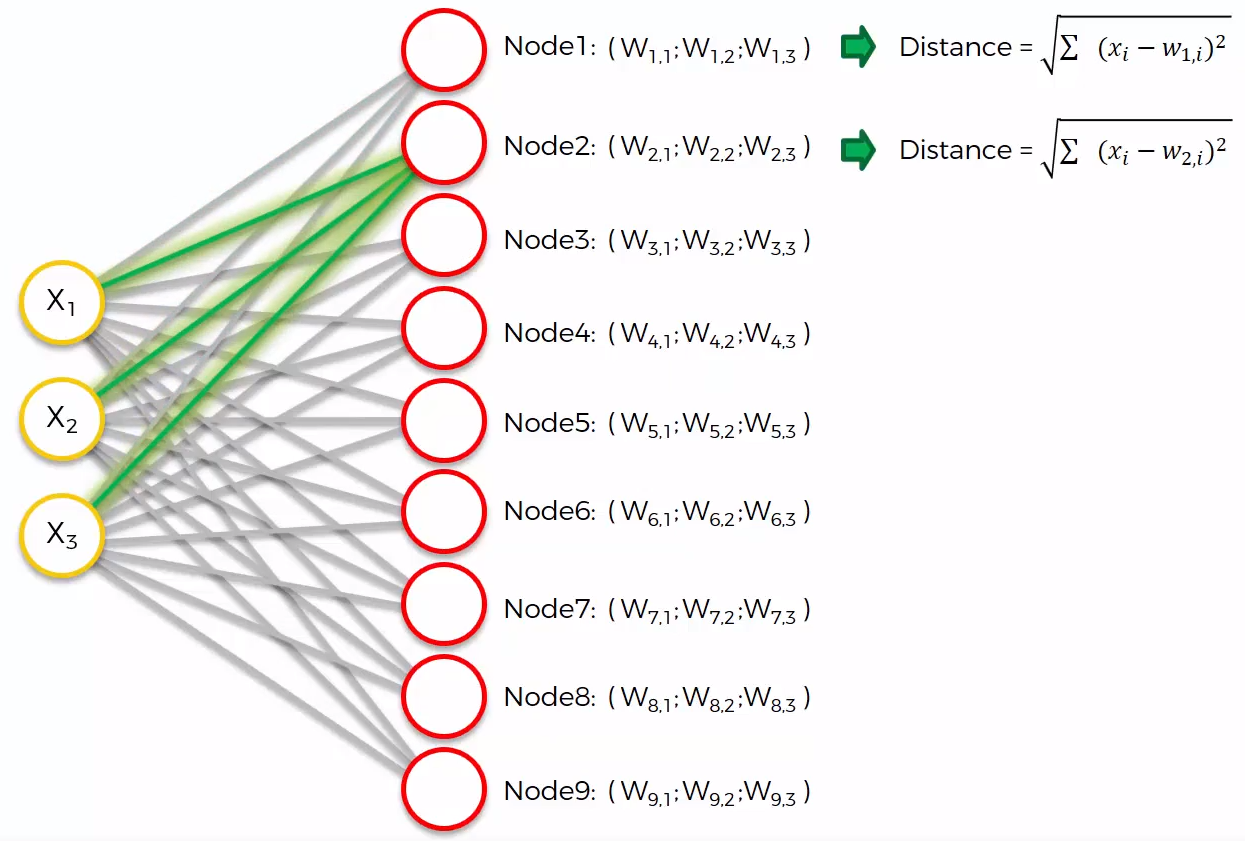 Node1: (W1,1;W1,2;W1,3) Distance = √Σ (xi − w1,i)²
Node2: (W2,1;W2,2;W2,3) Distance = √Σ (xi − w2,i)²
Node3: (W3,1;W3,2;W3,3)
X1
Node4: (W4,1;W4,2;W4,3)
X2
Node5: (W5,1;W5,2;W5,3)
Node6: (W6,1;W6,2;W6,3)
X3
Node7: (W7,1;W7,2;W7,3)
Node8: (W8,1;W8,2;W8,3)
Node9: (W9,1;W9,2;W9,3)